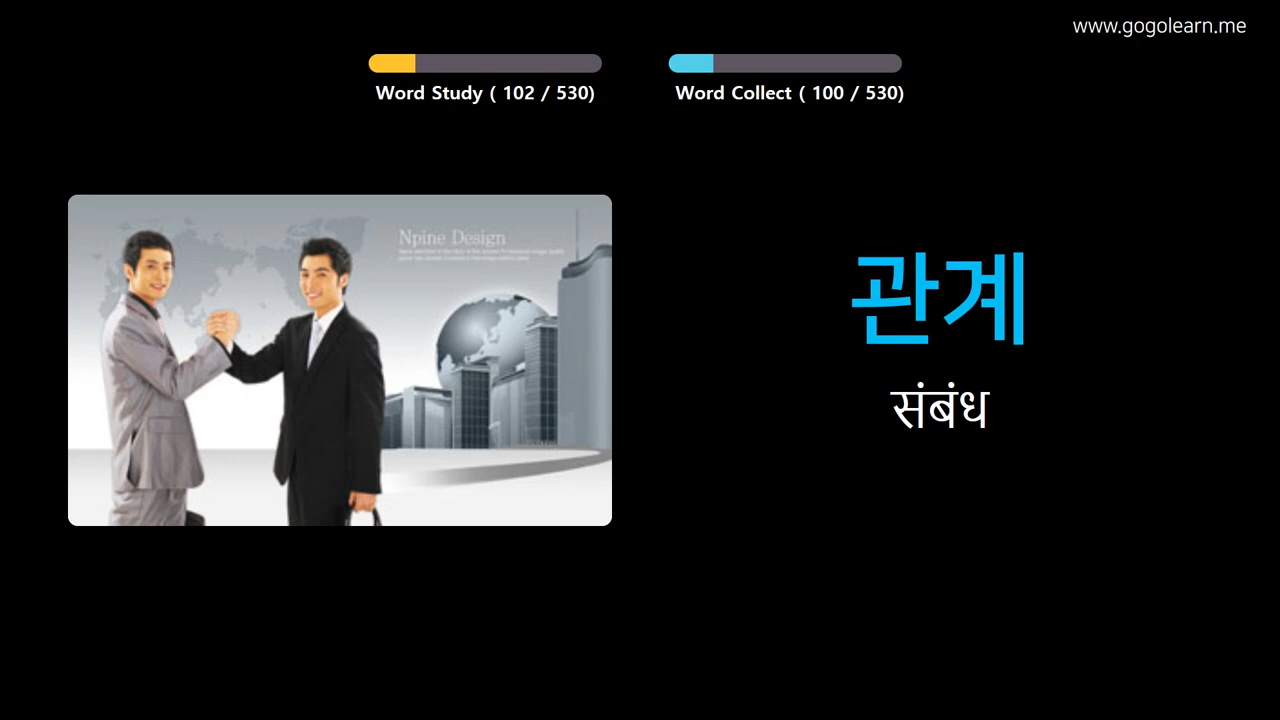 www.gogolearn.me
Word Study ( 102 / 530)
Word Collect ( 100 / 530)
Npine Design
관계
संबंध